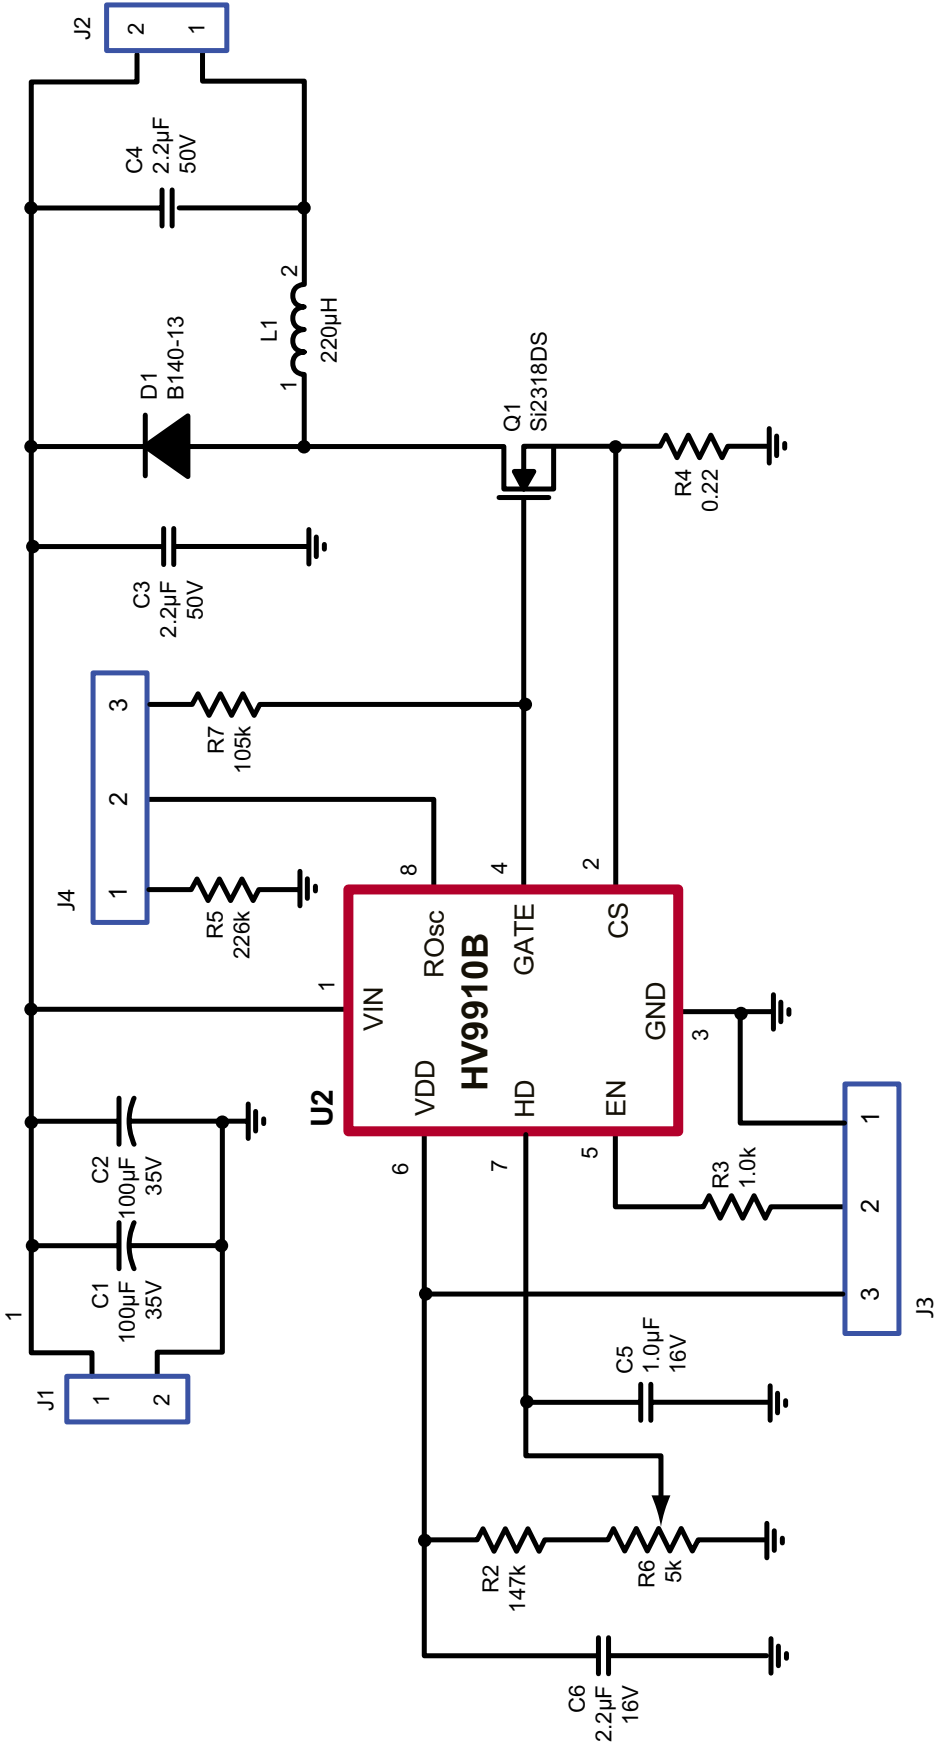 J1
1
2
1
C1
100µF
35V
C2
100µF
35V
J4
1
2
3
R5
226k
R7
105k
C3
2.2µF
50V
D1
B140-13
L1
220µH
1
2
C4
2.2µF
50V
J2
2
1
U2
HV9910B
VIN
1
VDD
6
HD
7
EN
5
GND
3
ROsc
8
GATE
4
CS
2
Q1
Si2318DS
R4
0.22
C6
2.2µF
16V
R2
147k
R6
5k
C5
1.0µF
16V
R3
1.0k
3
2
1
J3